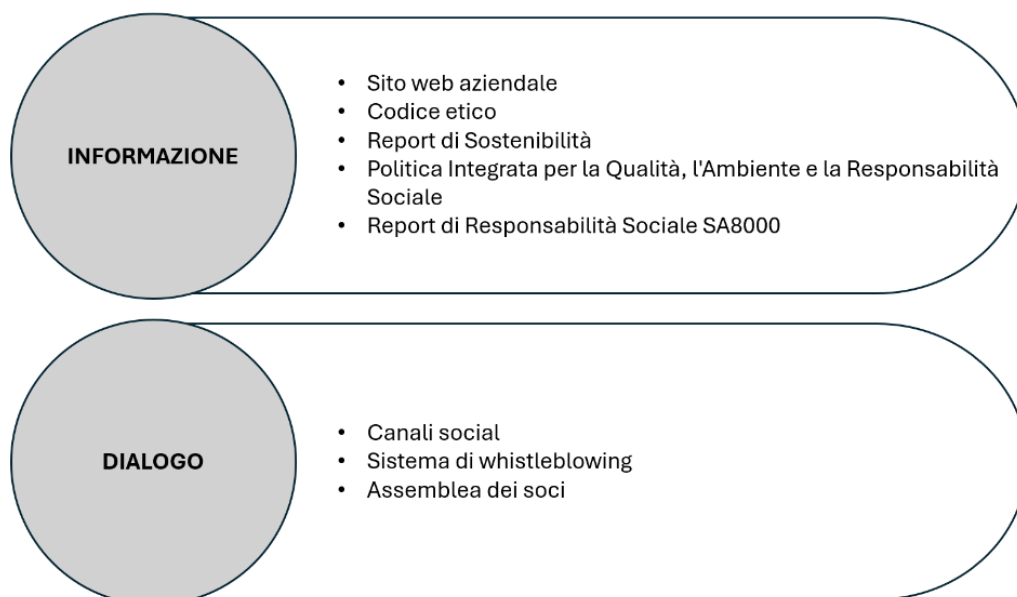 INFORMAZIONE
• Sito web aziendale
• Codice etico
• Report di Sostenibilità
• Politica Integrata per la Qualità, l'Ambiente e la Responsabilità
Sociale
• Report di Responsabilità Sociale SA8000
DIALOGO
• Canali social
• Sistema di whistleblowing
• Assemblea dei soci